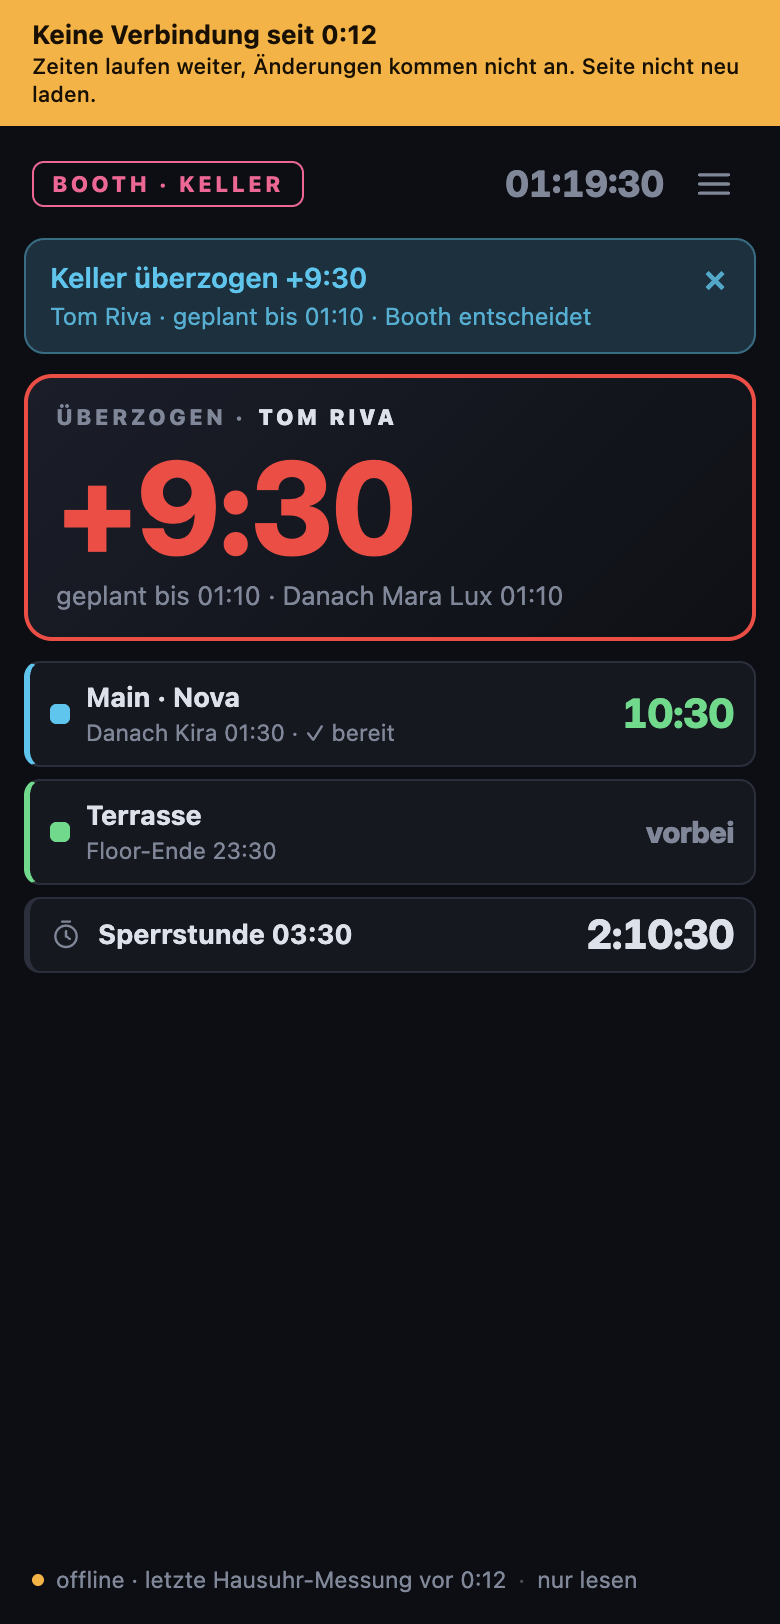 Keine Verbindung seit 0:12
Zeiten laufen weiter, Änderungen kommen nicht an. Seite nicht neu
laden.
BOOTH · KELLER
01:19:30
Keller überzogen +9:30
Tom Riva · geplant bis 01:10 · Booth entscheidet
ÜBERZOGEN · TOM RIVA
+9:30
geplant bis 01:10 · Danach Mara Lux 01:10
Main · Nova
Danach Kira 01:30 · ✓ bereit
10:30
Terrasse
Floor-Ende 23:30
vorbei
Sperrstunde 03:30
2:10:30
offline · letzte Hausuhr-Messung vor 0:12 · nur lesen